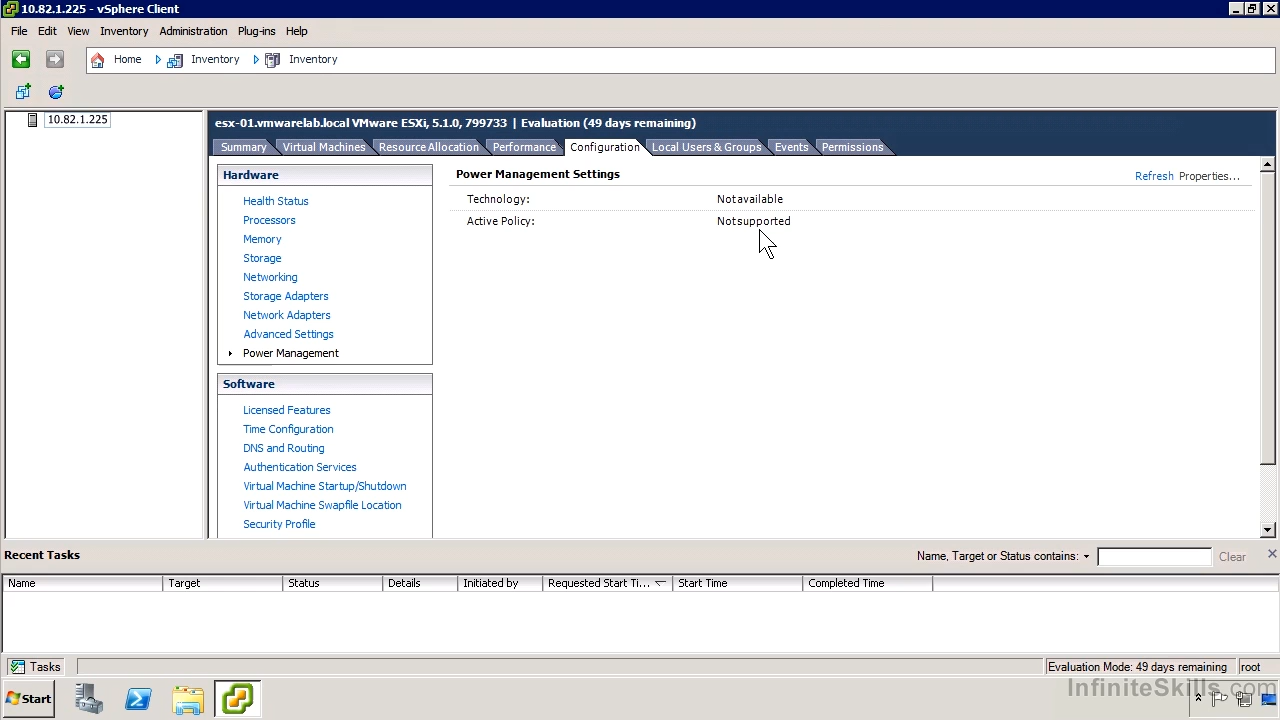 10.82.1.225 - vSphere Client
File Edit View Inventory Administration Plug-ins Help
Home Inventory Inventory
10.82.1.225
esx-01.vmwarelab.local VMware ESXi, 5.1.0, 799733 | Evaluation (49 days remaining)
Summary Virtual Machines Resource Allocation Performance Configuration Local Users & Groups Events Permissions
Hardware
Health Status
Processors
Memory
Storage
Networking
Storage Adapters
Network Adapters
Advanced Settings
Power Management
Software
Licensed Features
Time Configuration
DNS and Routing
Authentication Services
Virtual Machine Startup/Shutdown
Virtual Machine Swapfile Location
Security Profile
Power Management Settings
Refresh Properties...
Technology: Not available
Active Policy: Not supported
Recent Tasks
Name, Target or Status contains: Clear
Name Target Status Details Initiated by Requested Start Ti... Start Time Completed Time
Tasks
Evaluation Mode: 49 days remaining root
Start
InfiniteSkills.com